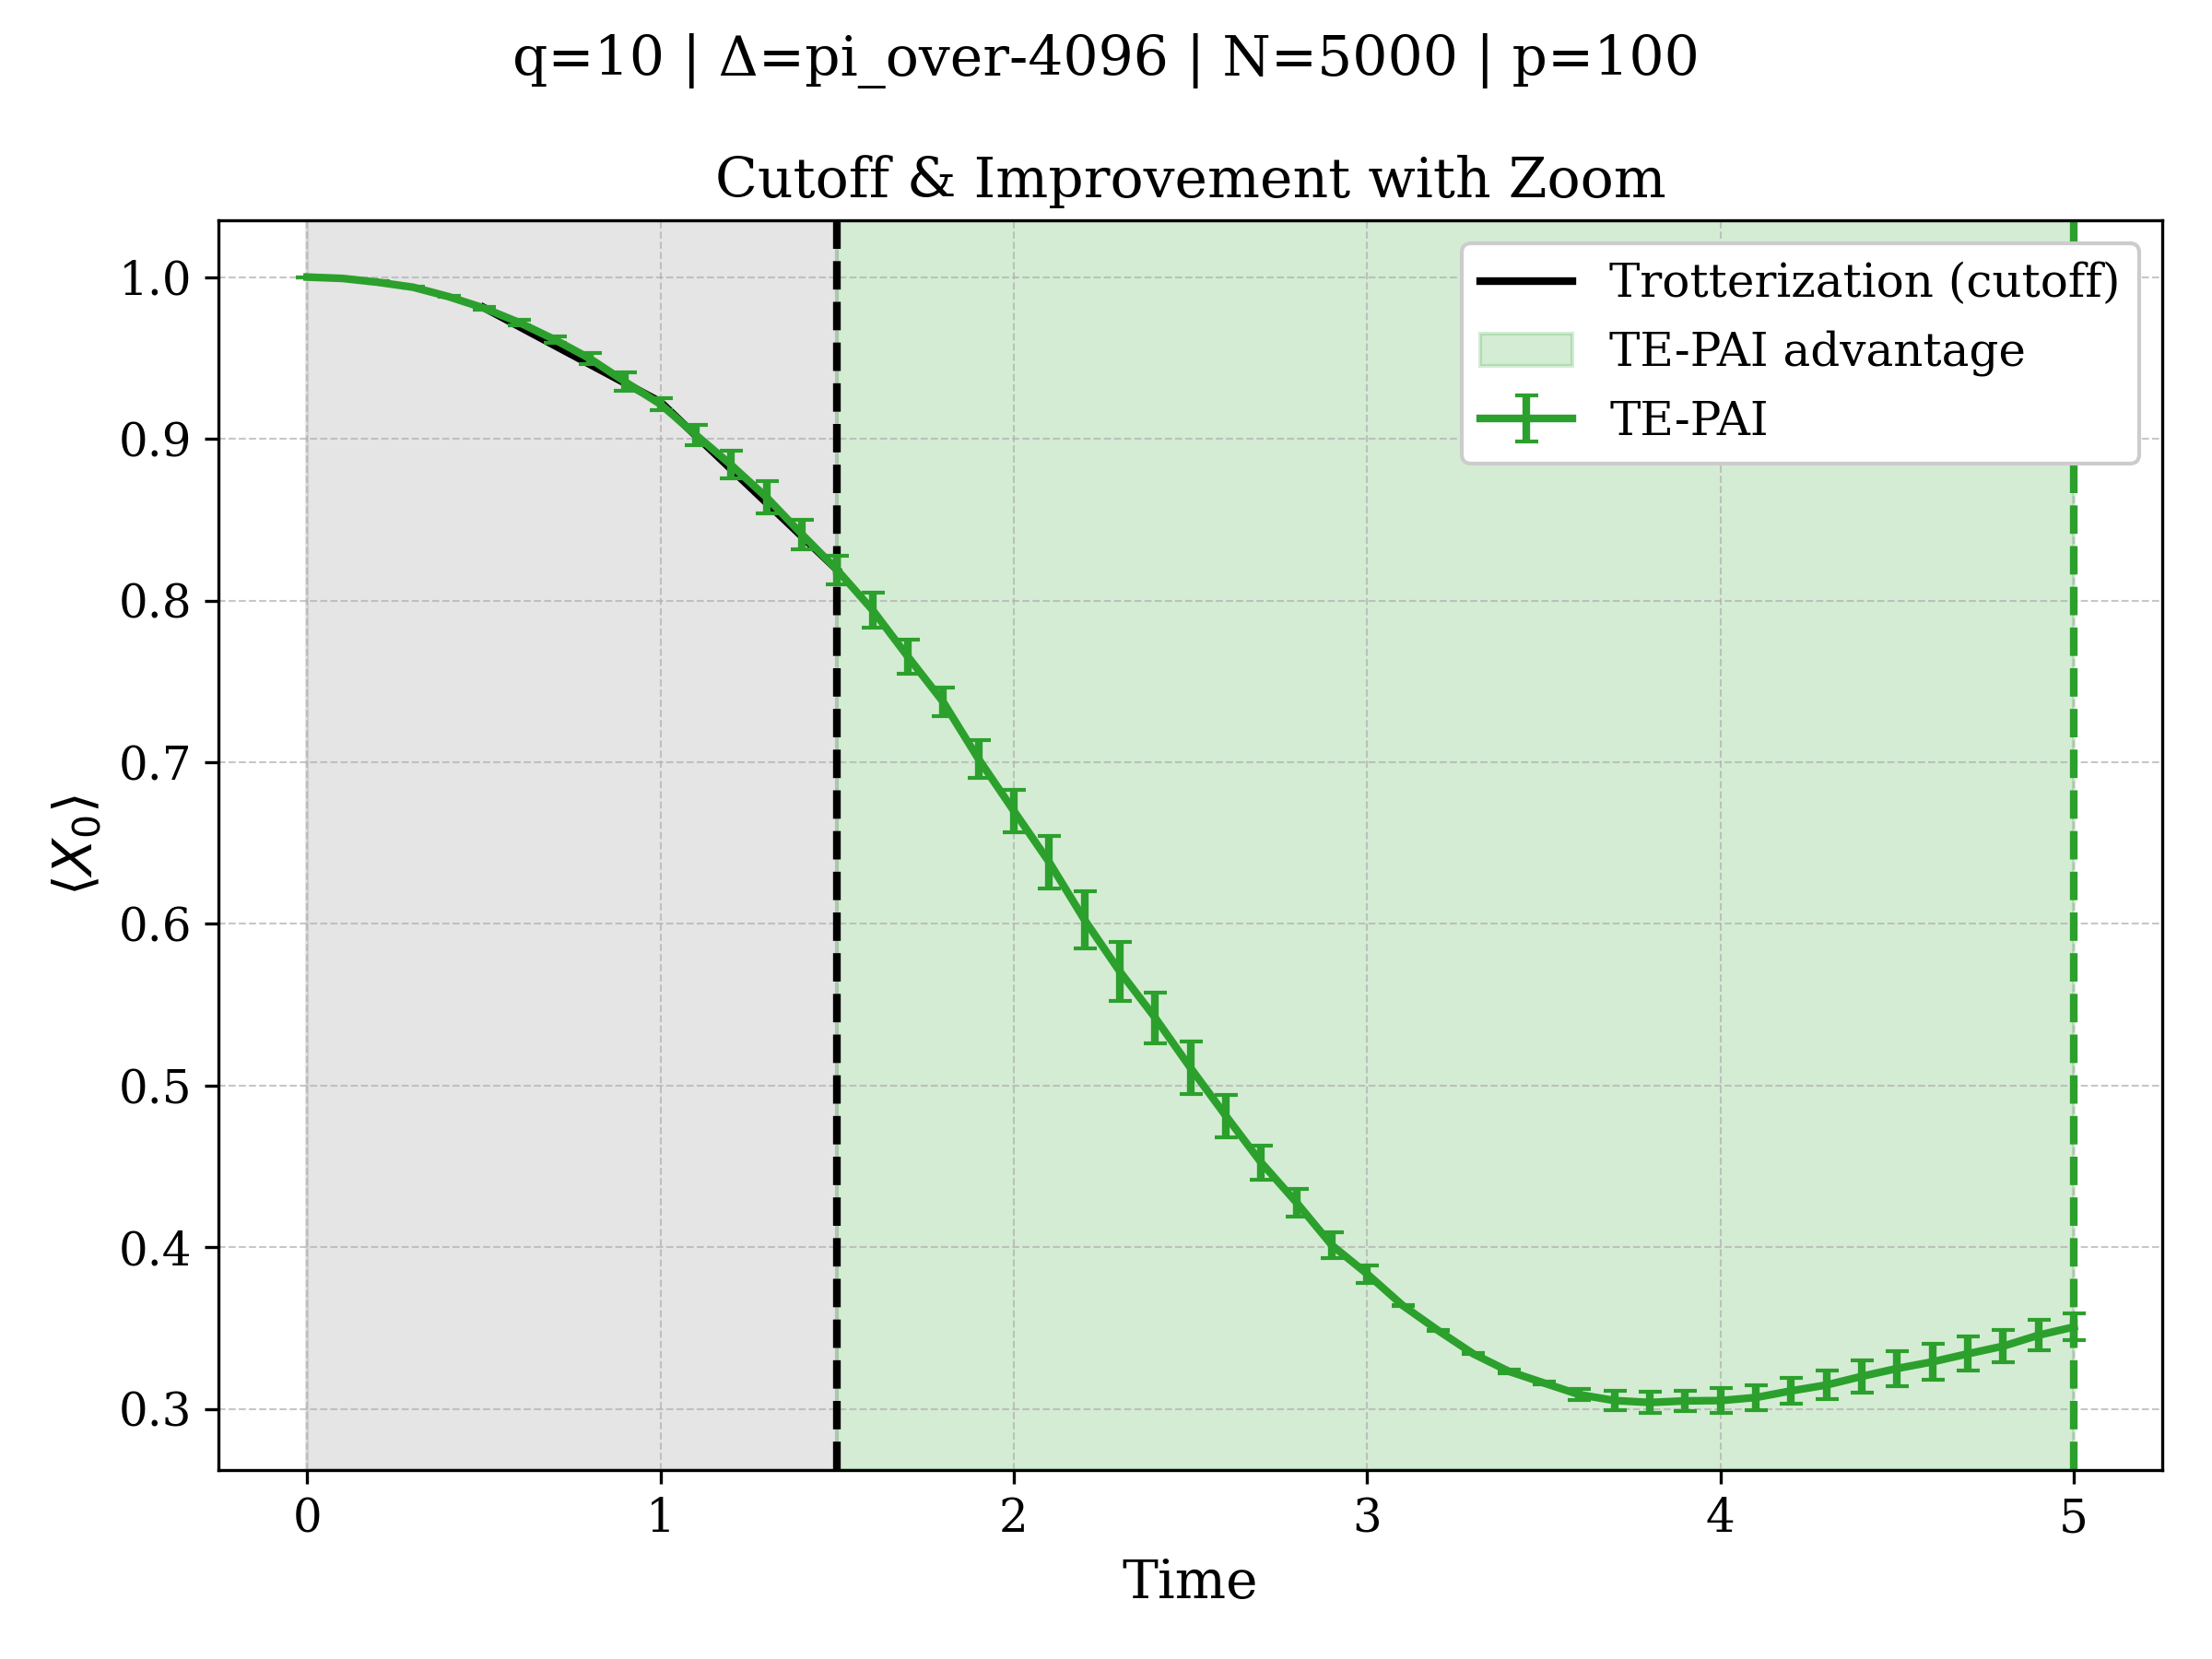 q=10 | Δ=pi_over-4096 | N=5000 | p=100
Cutoff & Improvement with Zoom
Trotterization (cutoff)
TE-PAI advantage
TE-PAI
1.0
0.9
0.8
0.7
0.6
0.5
0.4
0.3
⟨X₀⟩
0 1 2 3 4 5
Time